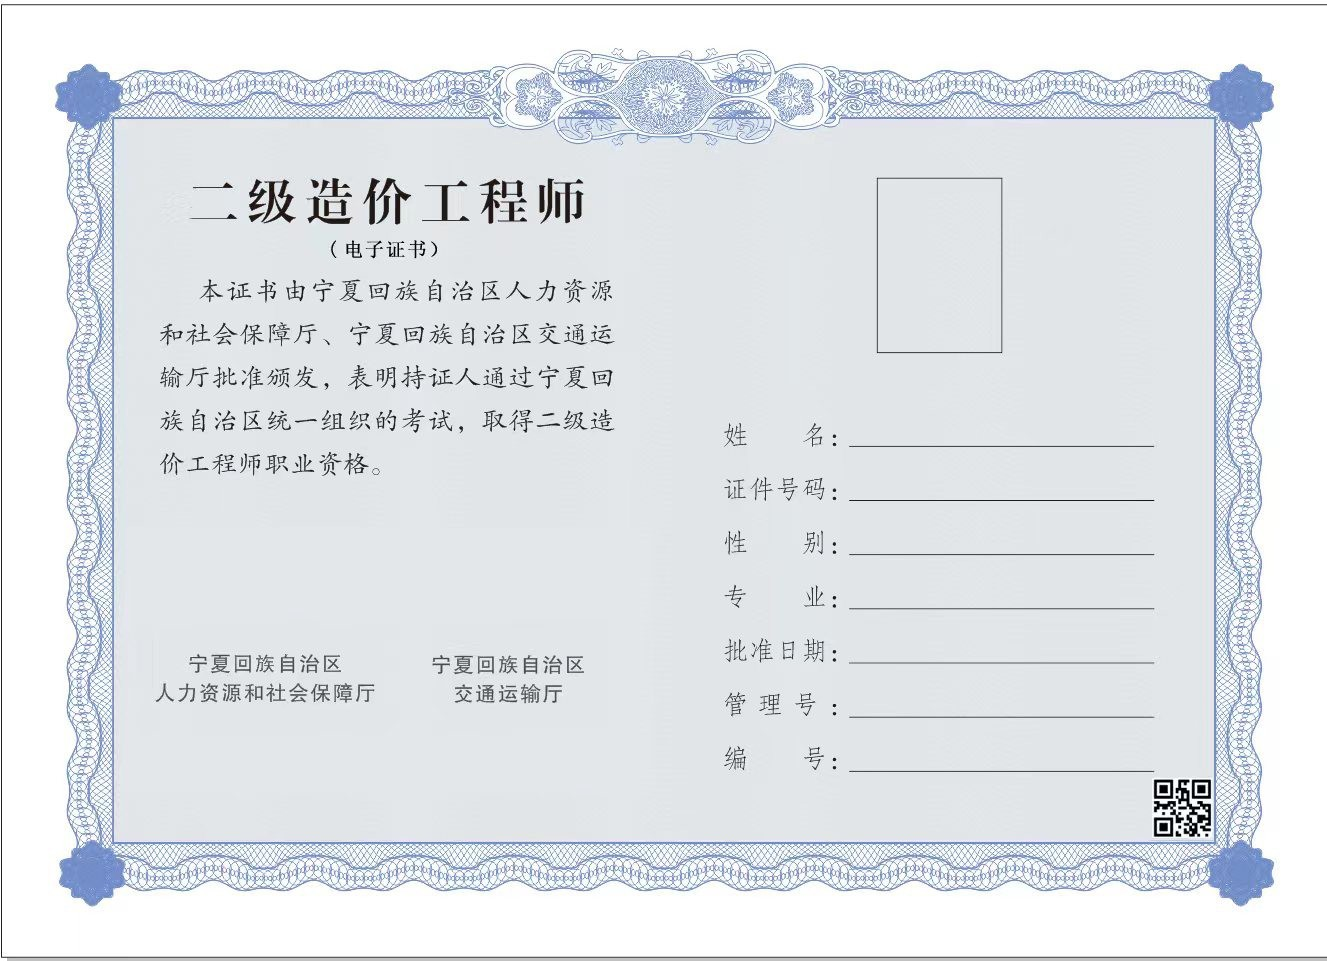 二级造价工程师
（电子证书）
本证书由宁夏回族自治区人力资源
和社会保障厅、宁夏回族自治区交通运
输厅批准颁发，表明持证人通过宁夏回
族自治区统一组织的考试，取得二级造
价工程师职业资格。
宁夏回族自治区
人力资源和社会保障厅
宁夏回族自治区
交通运输厅
姓　　名：
证件号码：
性　　别：
专　　业：
批准日期：
管 理 号：
编　　号：